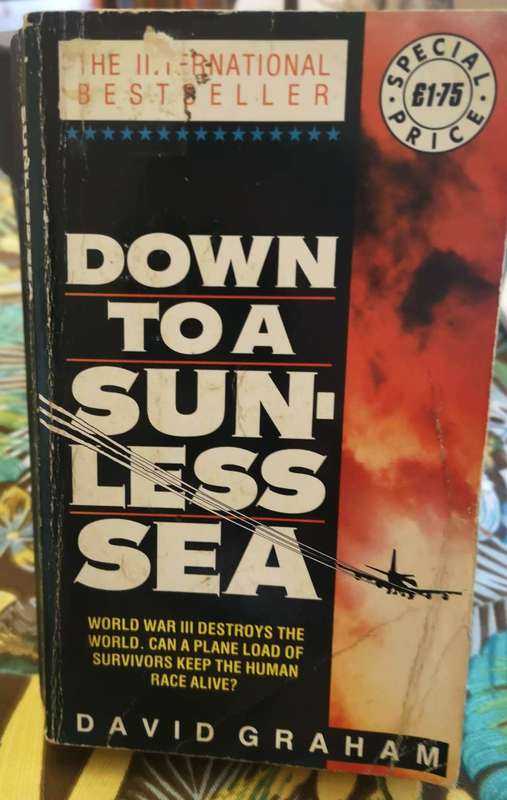 THE INTERNATIONAL
BESTSELLER
SPECIAL
£1·75
PRICE
DOWN
TO A
SUN-
LESS
SEA
WORLD WAR III DESTROYS THE
WORLD. CAN A PLANE LOAD OF
SURVIVORS KEEP THE HUMAN
RACE ALIVE?
DAVID GRAHAM